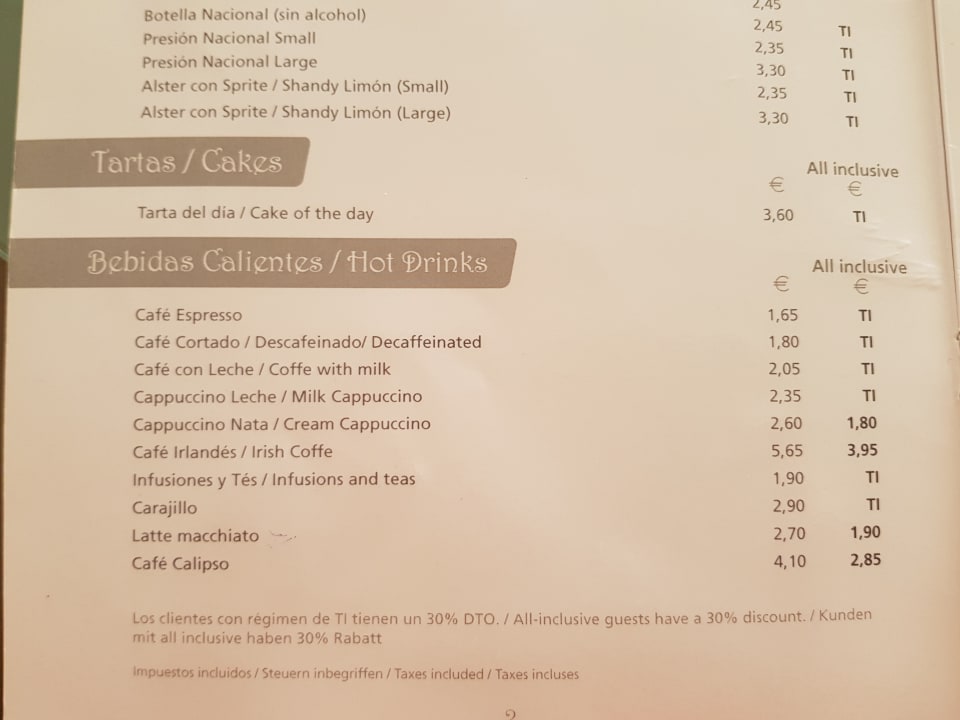 2,45
Botella Nacional (sin alcohol) 2,45 TI
Presión Nacional Small 2,35 TI
Presión Nacional Large 3,30 TI
Alster con Sprite / Shandy Limón (Small) 2,35 TI
Alster con Sprite / Shandy Limón (Large) 3,30 TI
Tartas / Cakes € All inclusive €
Tarta del día / Cake of the day 3,60 TI
Bebidas Calientes / Hot Drinks € All inclusive €
Café Espresso 1,65 TI
Café Cortado / Descafeinado/ Decaffeinated 1,80 TI
Café con Leche / Coffe with milk 2,05 TI
Cappuccino Leche / Milk Cappuccino 2,35 TI
Cappuccino Nata / Cream Cappuccino 2,60 1,80
Café Irlandés / Irish Coffe 5,65 3,95
Infusiones y Tés / Infusions and teas 1,90 TI
Carajillo 2,90 TI
Latte macchiato 2,70 1,90
Café Calipso 4,10 2,85
Los clientes con régimen de TI tienen un 30% DTO. / All-inclusive guests have a 30% discount. / Kunden
mit all inclusive haben 30% Rabatt
Impuestos incluidos / Steuern inbegriffen / Taxes included / Taxes incluses